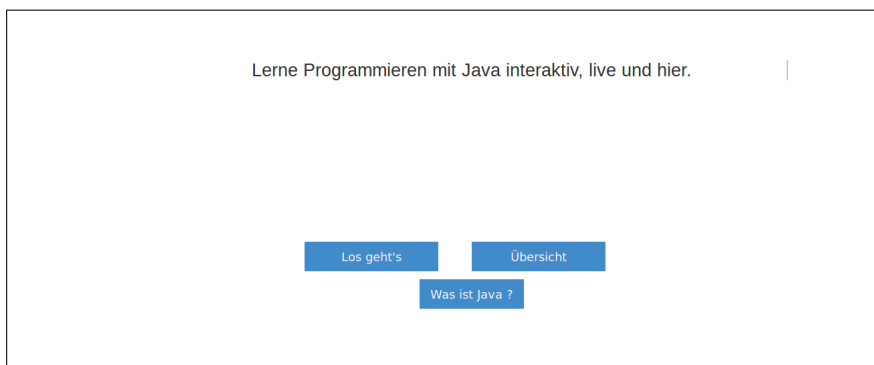 Lerne Programmieren mit Java interaktiv, live und hier.
Los geht's
Übersicht
Was ist Java ?